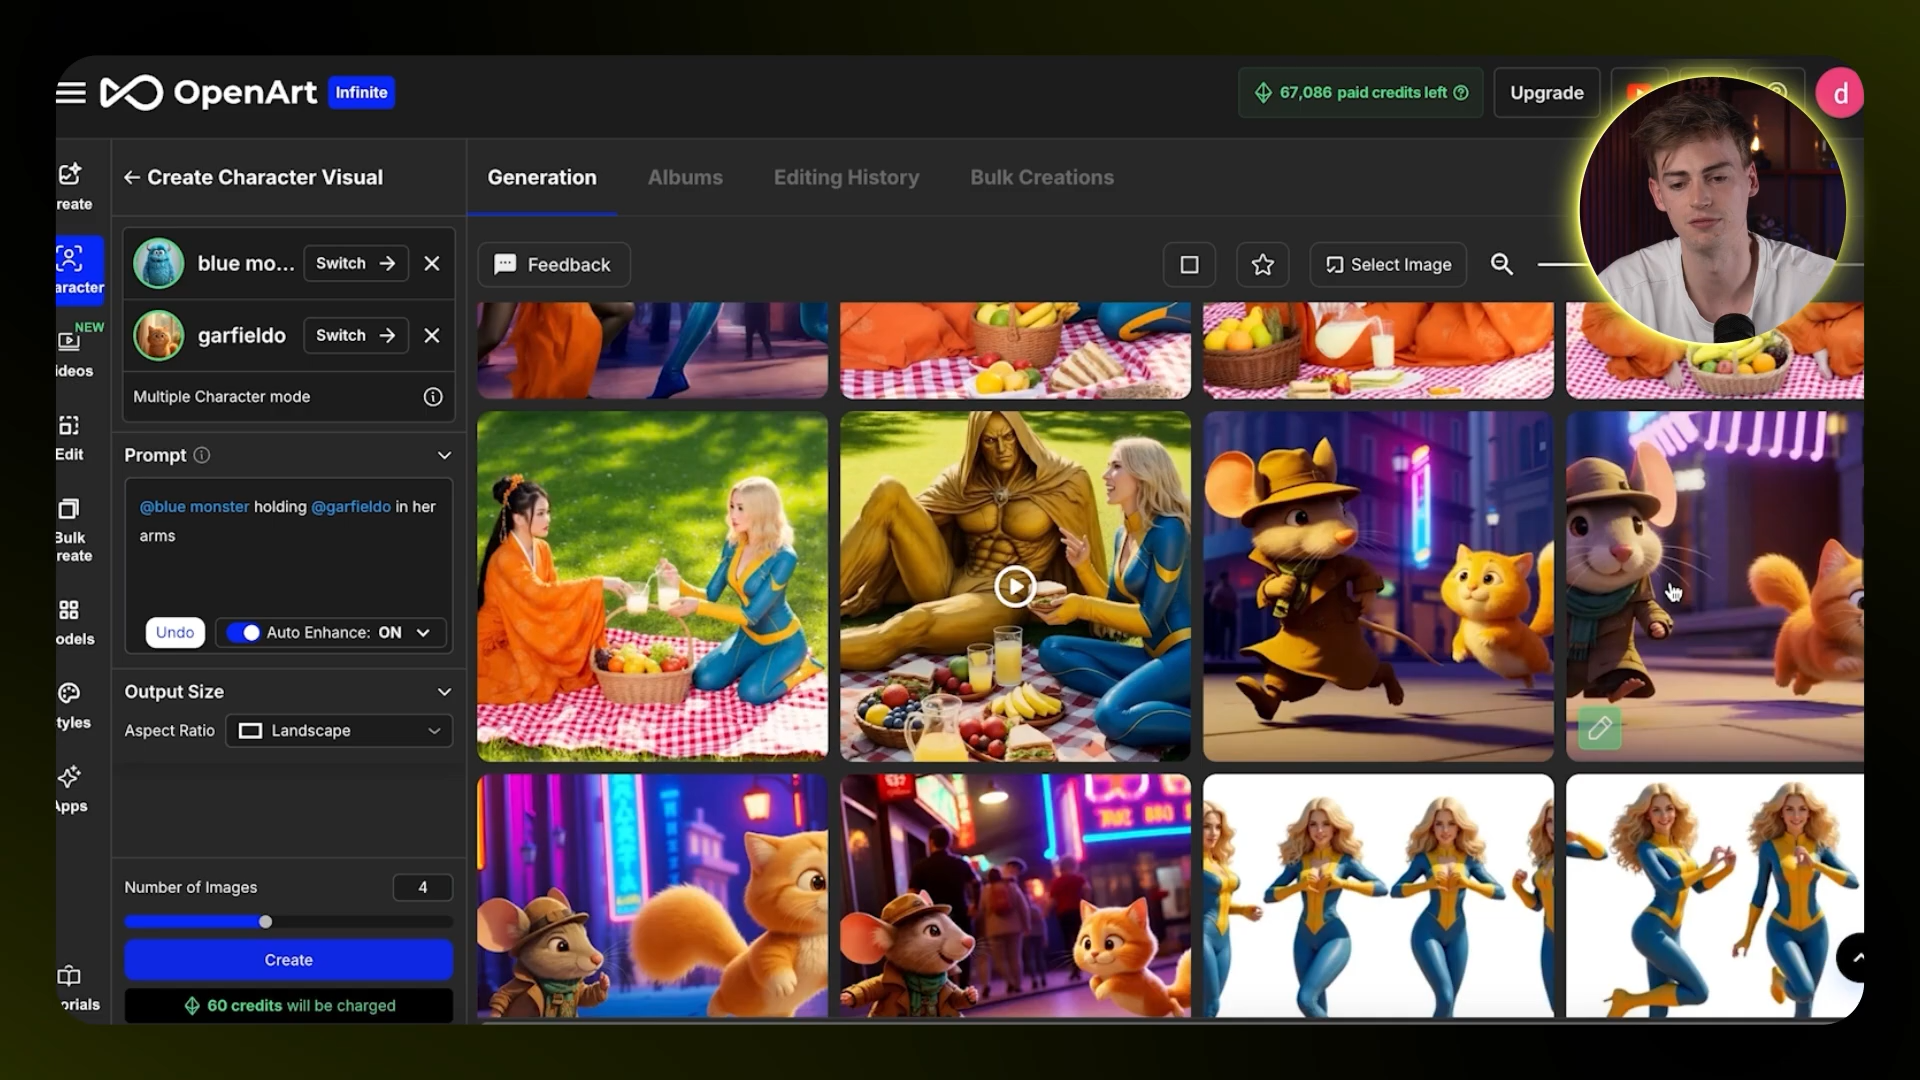 OpenArt Infinite
67,086 paid credits left
Upgrade
d
reate
aracter
NEW
ideos
Edit
Bulk
reate
odels
tyles
Apps
orials
Create Character Visual
blue mo...
Switch
garfieldo
Switch
Multiple Character mode
Prompt
@blue monster holding @garfieldo in her
arms
Undo
Auto Enhance: ON
Output Size
Aspect Ratio
Landscape
Number of Images
4
Create
60 credits will be charged
Generation
Albums
Editing History
Bulk Creations
Feedback
Select Image